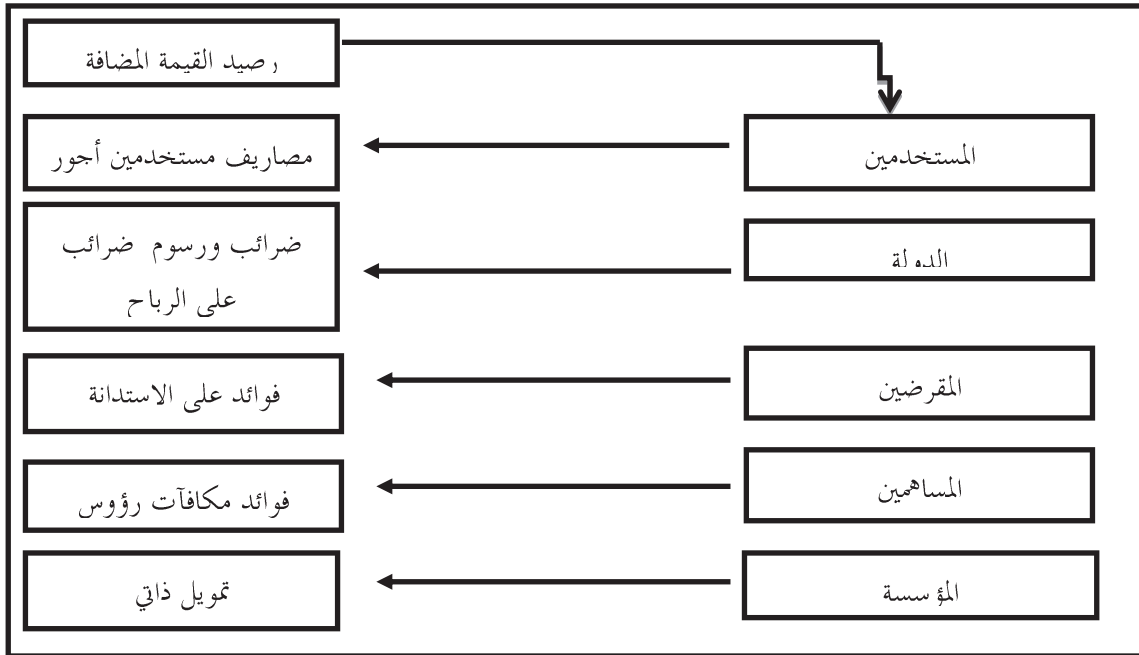 رصيد القيمة المضافة
المستخدمين
مصاريف مستخدمين أجور
الدولة
ضرائب ورسوم ضرائب
على الرباح
المقرضين
فوائد على الاستدانة
المساهمين
فوائد مكافآت رؤوس
المؤسسة
تمويل ذاتي